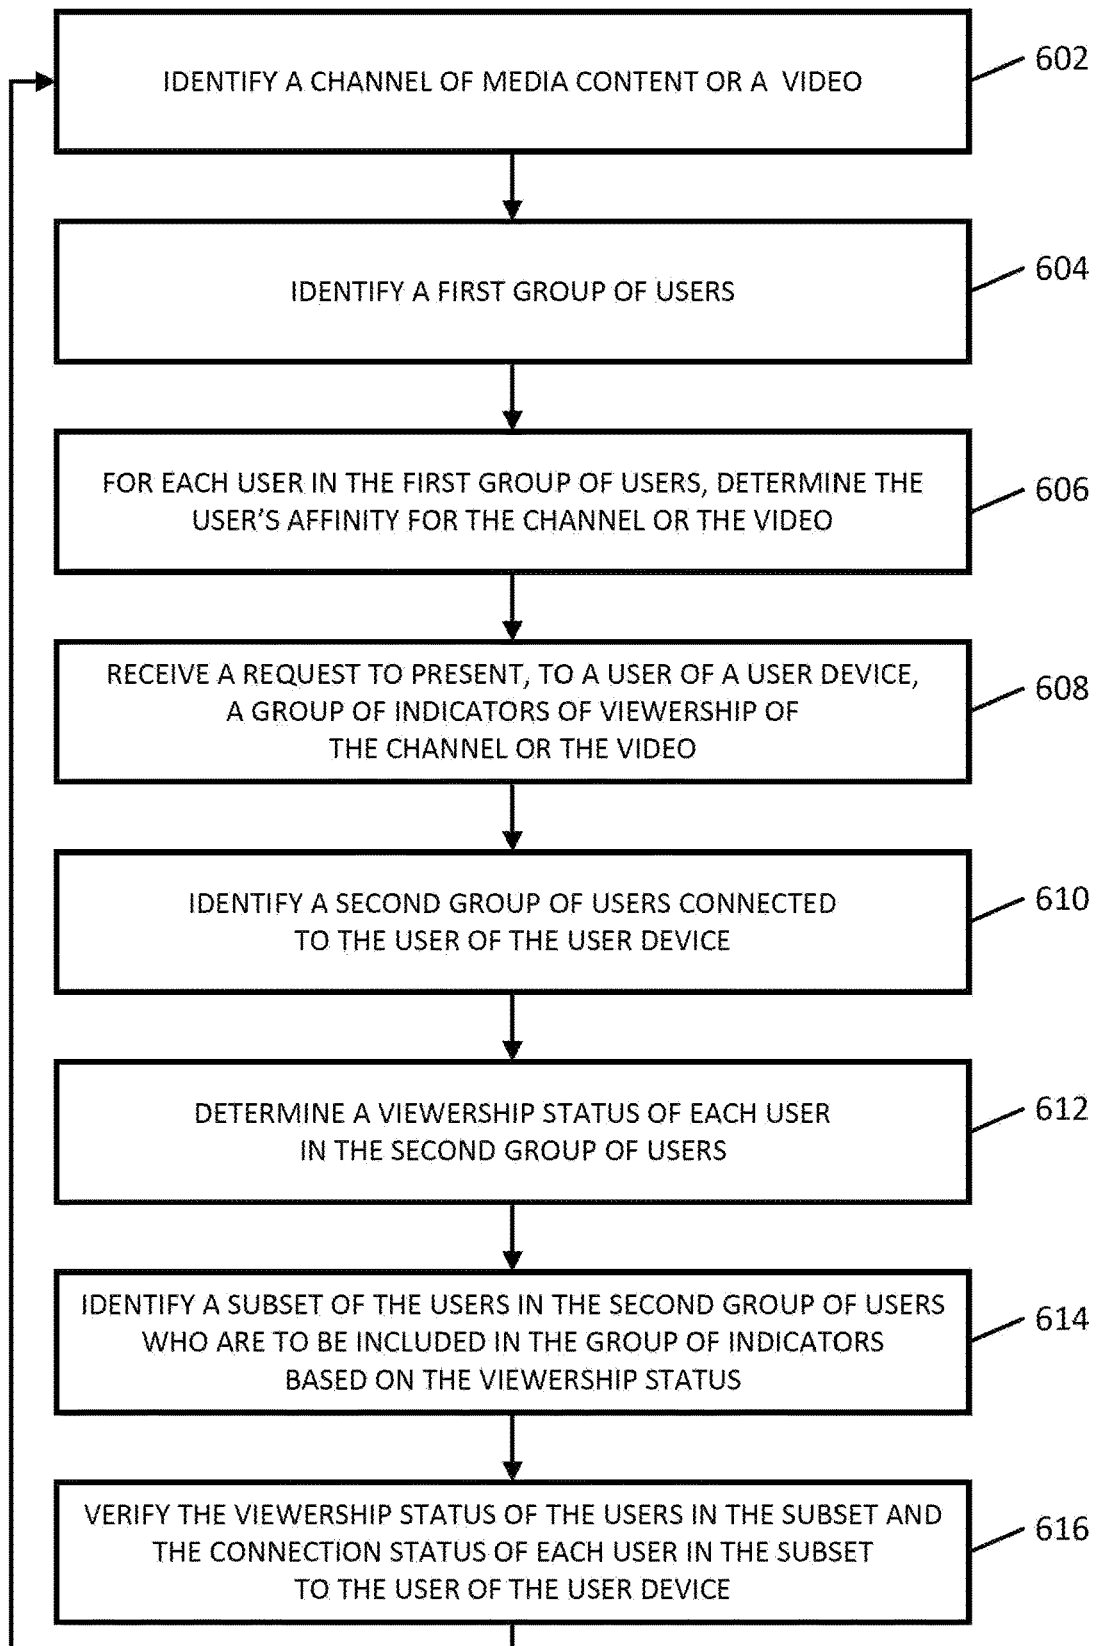 IDENTIFY A CHANNEL OF MEDIA CONTENT OR A VIDEO
602
IDENTIFY A FIRST GROUP OF USERS
604
FOR EACH USER IN THE FIRST GROUP OF USERS, DETERMINE THE
USER'S AFFINITY FOR THE CHANNEL OR THE VIDEO
606
RECEIVE A REQUEST TO PRESENT, TO A USER OF A USER DEVICE,
A GROUP OF INDICATORS OF VIEWERSHIP OF
THE CHANNEL OR THE VIDEO
608
IDENTIFY A SECOND GROUP OF USERS CONNECTED
TO THE USER OF THE USER DEVICE
610
DETERMINE A VIEWERSHIP STATUS OF EACH USER
IN THE SECOND GROUP OF USERS
612
IDENTIFY A SUBSET OF THE USERS IN THE SECOND GROUP OF USERS
WHO ARE TO BE INCLUDED IN THE GROUP OF INDICATORS
BASED ON THE VIEWERSHIP STATUS
614
VERIFY THE VIEWERSHIP STATUS OF THE USERS IN THE SUBSET AND
THE CONNECTION STATUS OF EACH USER IN THE SUBSET
TO THE USER OF THE USER DEVICE
616